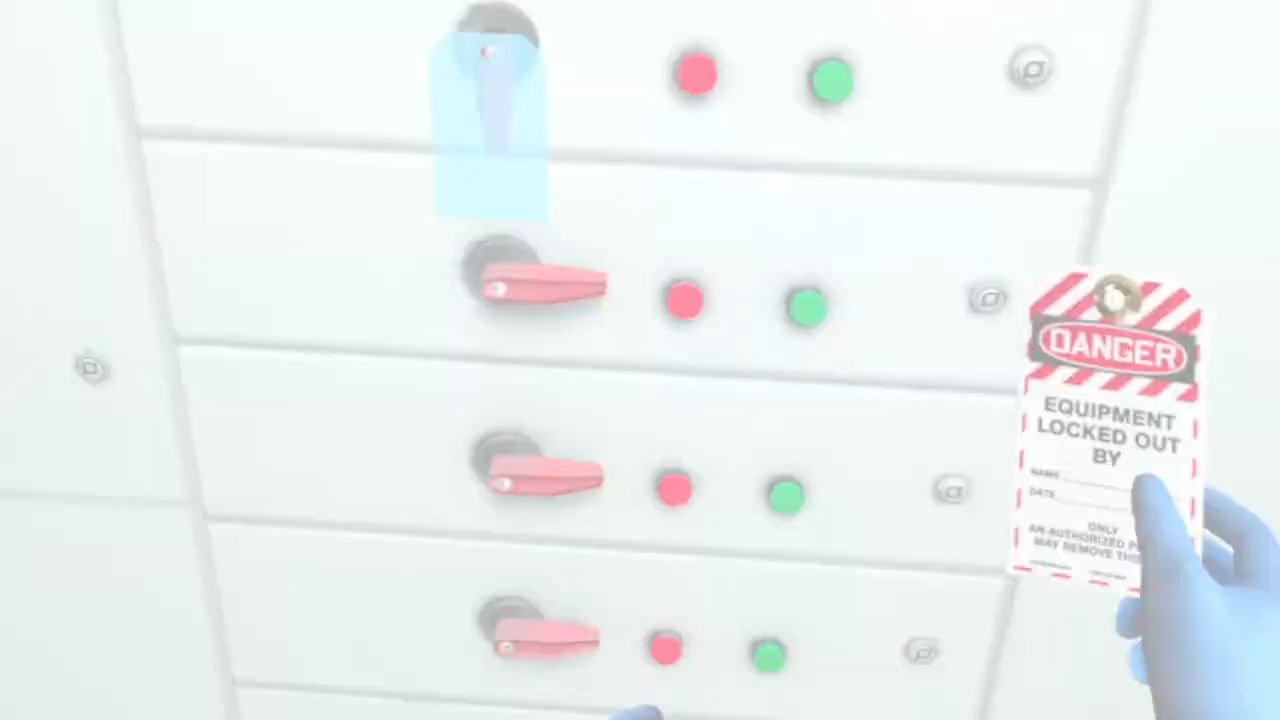 DANGER
EQUIPMENT
LOCKED OUT
BY
NAME
DATE
ONLY
AN AUTHORIZED
MAY REMOVE